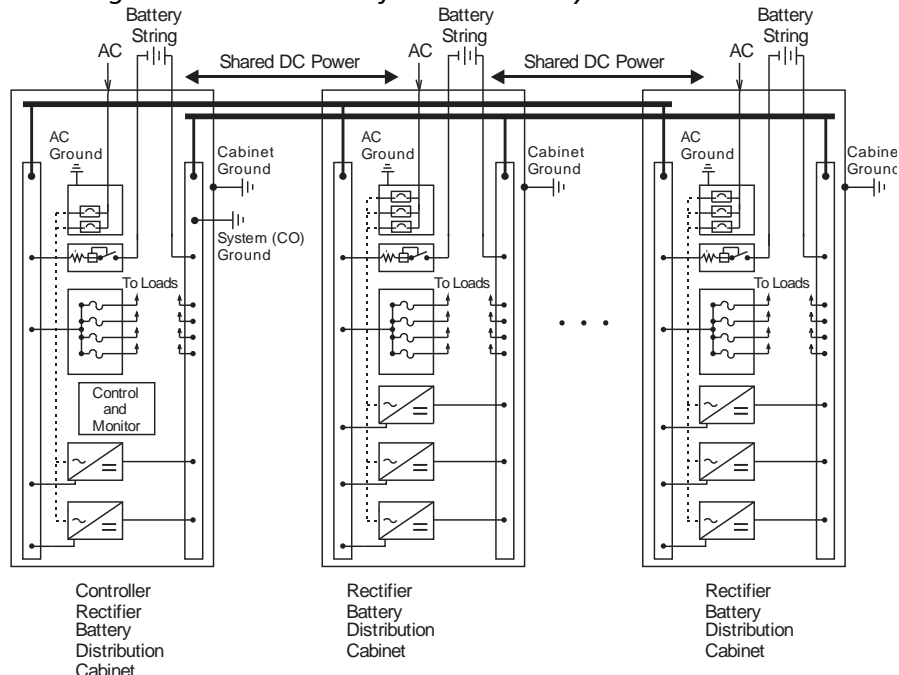 Battery
String
AC
Shared DC Power
Battery
String
AC
Shared DC Power
Battery
String
AC
AC
Ground
Cabinet
Ground
System (CO)
Ground
To Loads
Control
and
Monitor
AC
Ground
Cabinet
Ground
To Loads
. . .
AC
Ground
Cabine
Ground
To Loads
Controller
Rectifier
Battery
Distribution
Cabinet
Rectifier
Battery
Distribution
Cabinet
Rectifier
Battery
Distribution
Cabinet